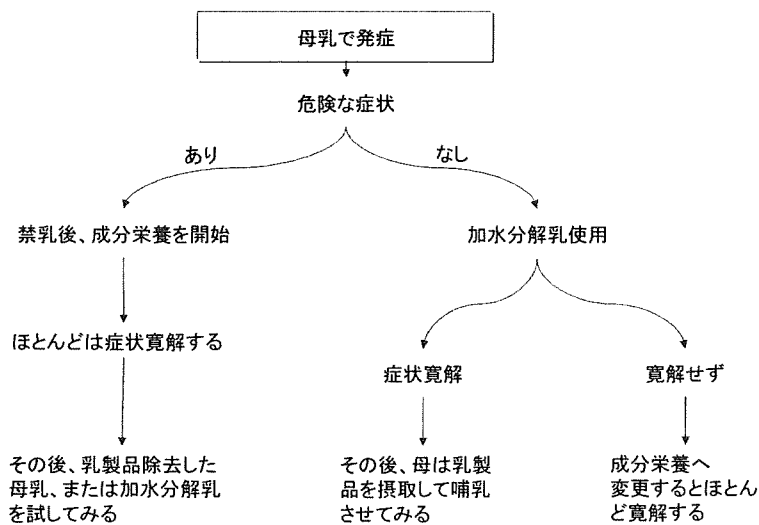 母乳で発症
危険な症状
あり
なし
禁乳後、成分栄養を開始
加水分解乳使用
ほとんどは症状寛解する
症状寛解
寛解せず
その後、乳製品除去した
母乳、または加水分解乳
を試してみる
その後、母は乳製
品を摂取して哺乳
させてみる
成分栄養へ
変更するとほとん
ど寛解する